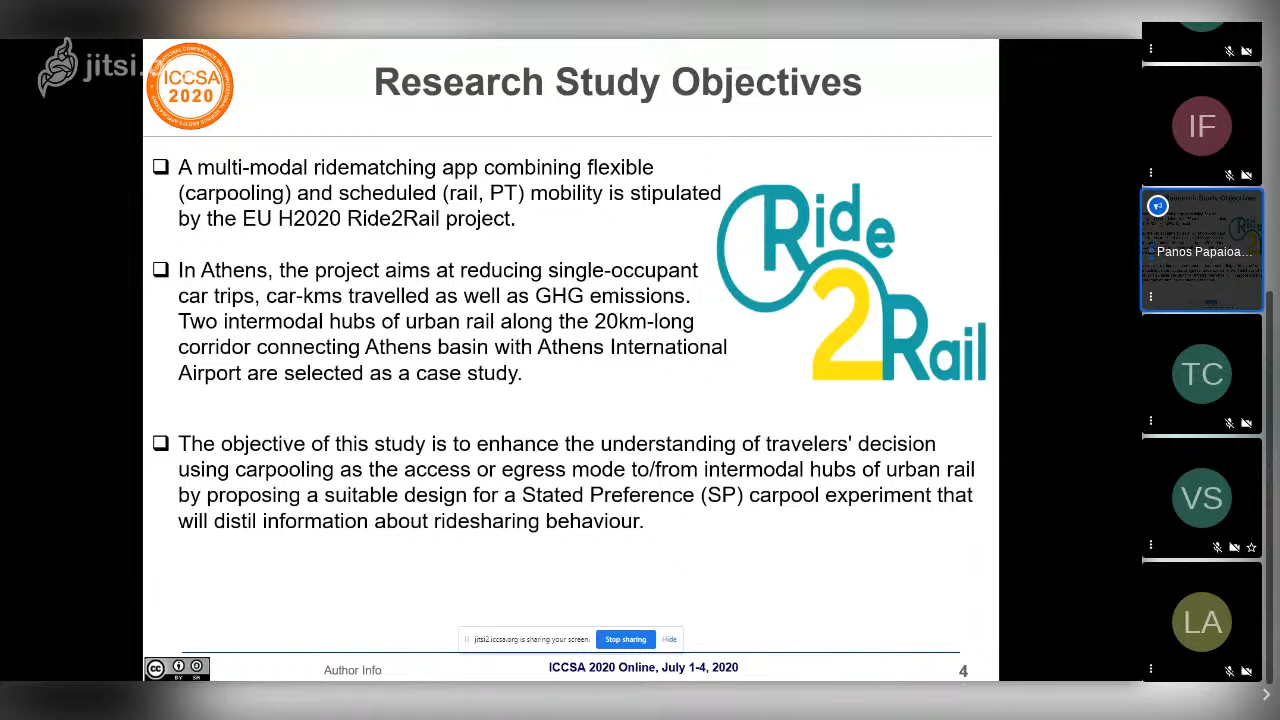 jitsi.
ICCSA
2020
Research Study Objectives
A multi-modal ridematching app combining flexible
(carpooling) and scheduled (rail, PT) mobility is stipulated
by the EU H2020 Ride2Rail project.
Ride
2Rail
In Athens, the project aims at reducing single-occupant
car trips, car-kms travelled as well as GHG emissions.
Two intermodal hubs of urban rail along the 20km-long
corridor connecting Athens basin with Athens International
Airport are selected as a case study.
The objective of this study is to enhance the understanding of travelers' decision
using carpooling as the access or egress mode to/from intermodal hubs of urban rail
by proposing a suitable design for a Stated Preference (SP) carpool experiment that
will distil information about ridesharing behaviour.
jitsi2.iccsa.org is sharing your screen. Stop sharing Hide
cc BY
Author Info
ICCSA 2020 Online, July 1-4, 2020
4
IF
Panos Papaioa...
TC
VS
LA